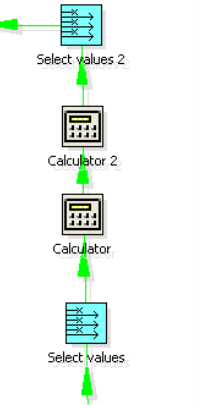 Select values 2
Calculator 2
Calculator
Select values